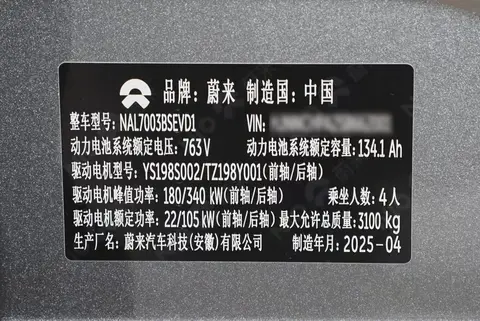 品牌: 蔚来 制造国: 中国
整车型号: NAL7003BSEVD1 VIN:
动力电池系统额定电压: 763 V 动力电池系统额定容量: 134.1 Ah
驱动电机型号: YS198S002/TZ198Y001(前轴/后轴)
驱动电机峰值功率: 180/340 kW(前轴/后轴) 乘坐人数: 4人
驱动电机额定功率: 22/105 kW(前轴/后轴) 最大允许总质量: 3100 kg
生产厂名: 蔚来汽车科技(安徽)有限公司 制造年月: 2025-04